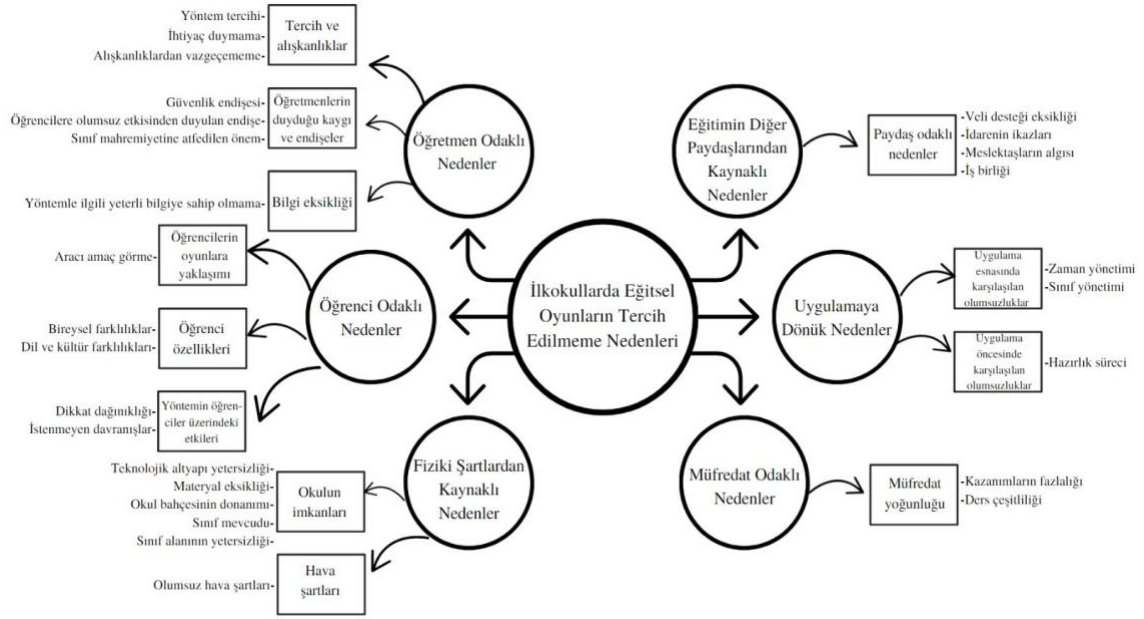 Yöntem tercihi-
İhtiyaç duymama-
Alışkanlıklardan vazgeçememe-
Tercih ve
alışkanlıklar
Güvenlik endişesi-
Öğrencilere olumsuz etkisinden duyulan endişe-
Sınıf mahremiyetine atfedilen önem-
Öğretmenlerin
duyduğu kaygı
ve endişeler
Yöntemle ilgili yeterli bilgiye sahip olmama-
Bilgi eksikliği
Öğretmen Odaklı
Nedenler
Eğitimin Diğer
Paydaşlarından
Kaynaklı
Nedenler
Paydaş odaklı
nedenler
-Veli desteği eksikliği
-İdarenin ikazları
-Meslektaşların algısı
-İş birliği
Aracı amaç görme-
Öğrencilerin
oyunlara
yaklaşımı
Bireysel farklılıklar-
Dil ve kültür farklılıkları-
Öğrenci
özellikleri
Dikkat dağınıklığı-
İstenmeyen davranışlar-
Yöntemin öğren-
ciler üzerindeki
etkileri
Öğrenci Odaklı
Nedenler
İlkokullarda Eğitsel
Oyunların Tercih
Edilmeme Nedenleri
Uygulamaya
Dönük Nedenler
Uygulama
esnasında
karşılaşılan
olumsuzluklar
-Zaman yönetimi
-Sınıf yönetimi
Uygulama
öncesinde
karşılaşılan
olumsuzluklar
-Hazırlık süreci
Teknolojik altyapı yetersizliği-
Materyal eksikliği-
Okul bahçesinin donanımı-
Sınıf mevcudu-
Sınıf alanının yetersizliği-
Okulun
imkanları
Olumsuz hava şartları-
Hava
şartları
Fiziki Şartlardan
Kaynaklı
Nedenler
Müfredat Odaklı
Nedenler
Müfredat
yoğunluğu
-Kazanımların fazlalığı
-Ders çeşitliliği